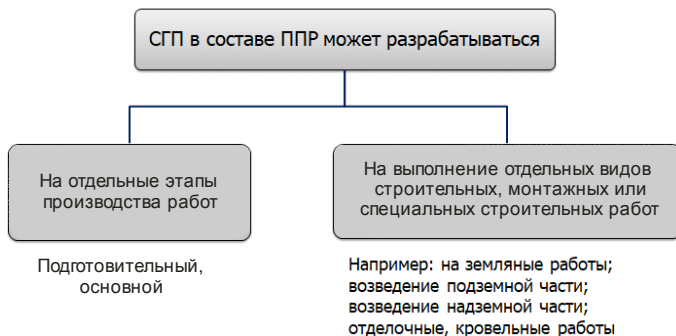 СГП в составе ППР может разрабатываться
На отдельные этапы
производства работ
На выполнение отдельных видов
строительных, монтажных или
специальных строительных работ
Подготовительный,
основной
Например: на земляные работы;
возведение подземной части;
возведение надземной части;
отделочные, кровельные работы